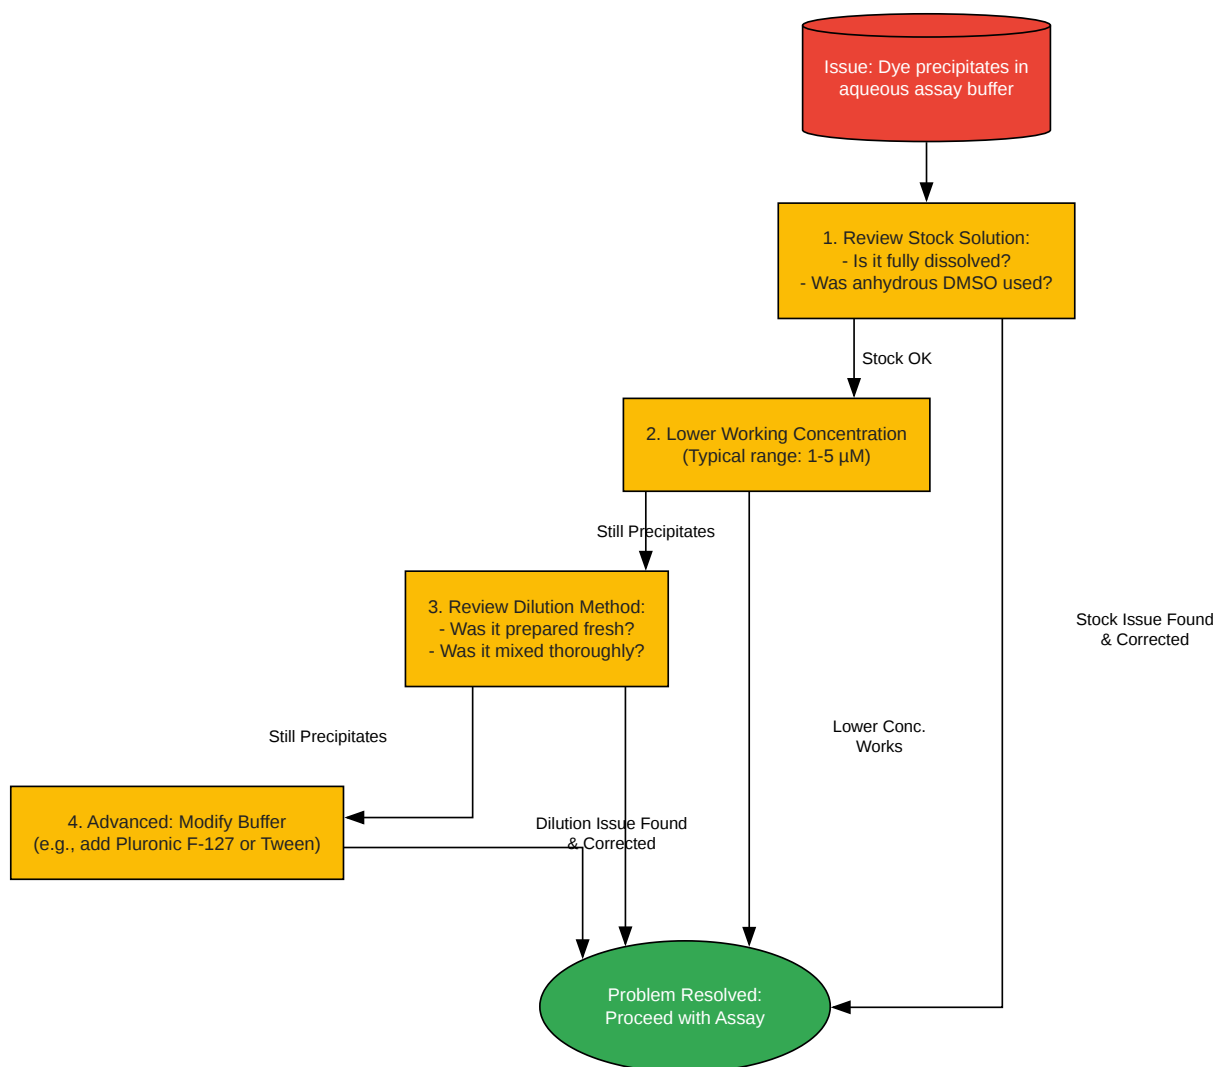 Issue: Dye precipitates in
aqueous assay buffer
1. Review Stock Solution:
- Is it fully dissolved?
- Was anhydrous DMSO used?
Stock OK
2. Lower Working Concentration
(Typical range: 1-5 µM)
Still Precipitates
3. Review Dilution Method:
- Was it prepared fresh?
- Was it mixed thoroughly?
Stock Issue Found
& Corrected
Still Precipitates
Lower Conc.
Works
4. Advanced: Modify Buffer
(e.g., add Pluronic F-127 or Tween)
Dilution Issue Found
& Corrected
Problem Resolved:
Proceed with Assay